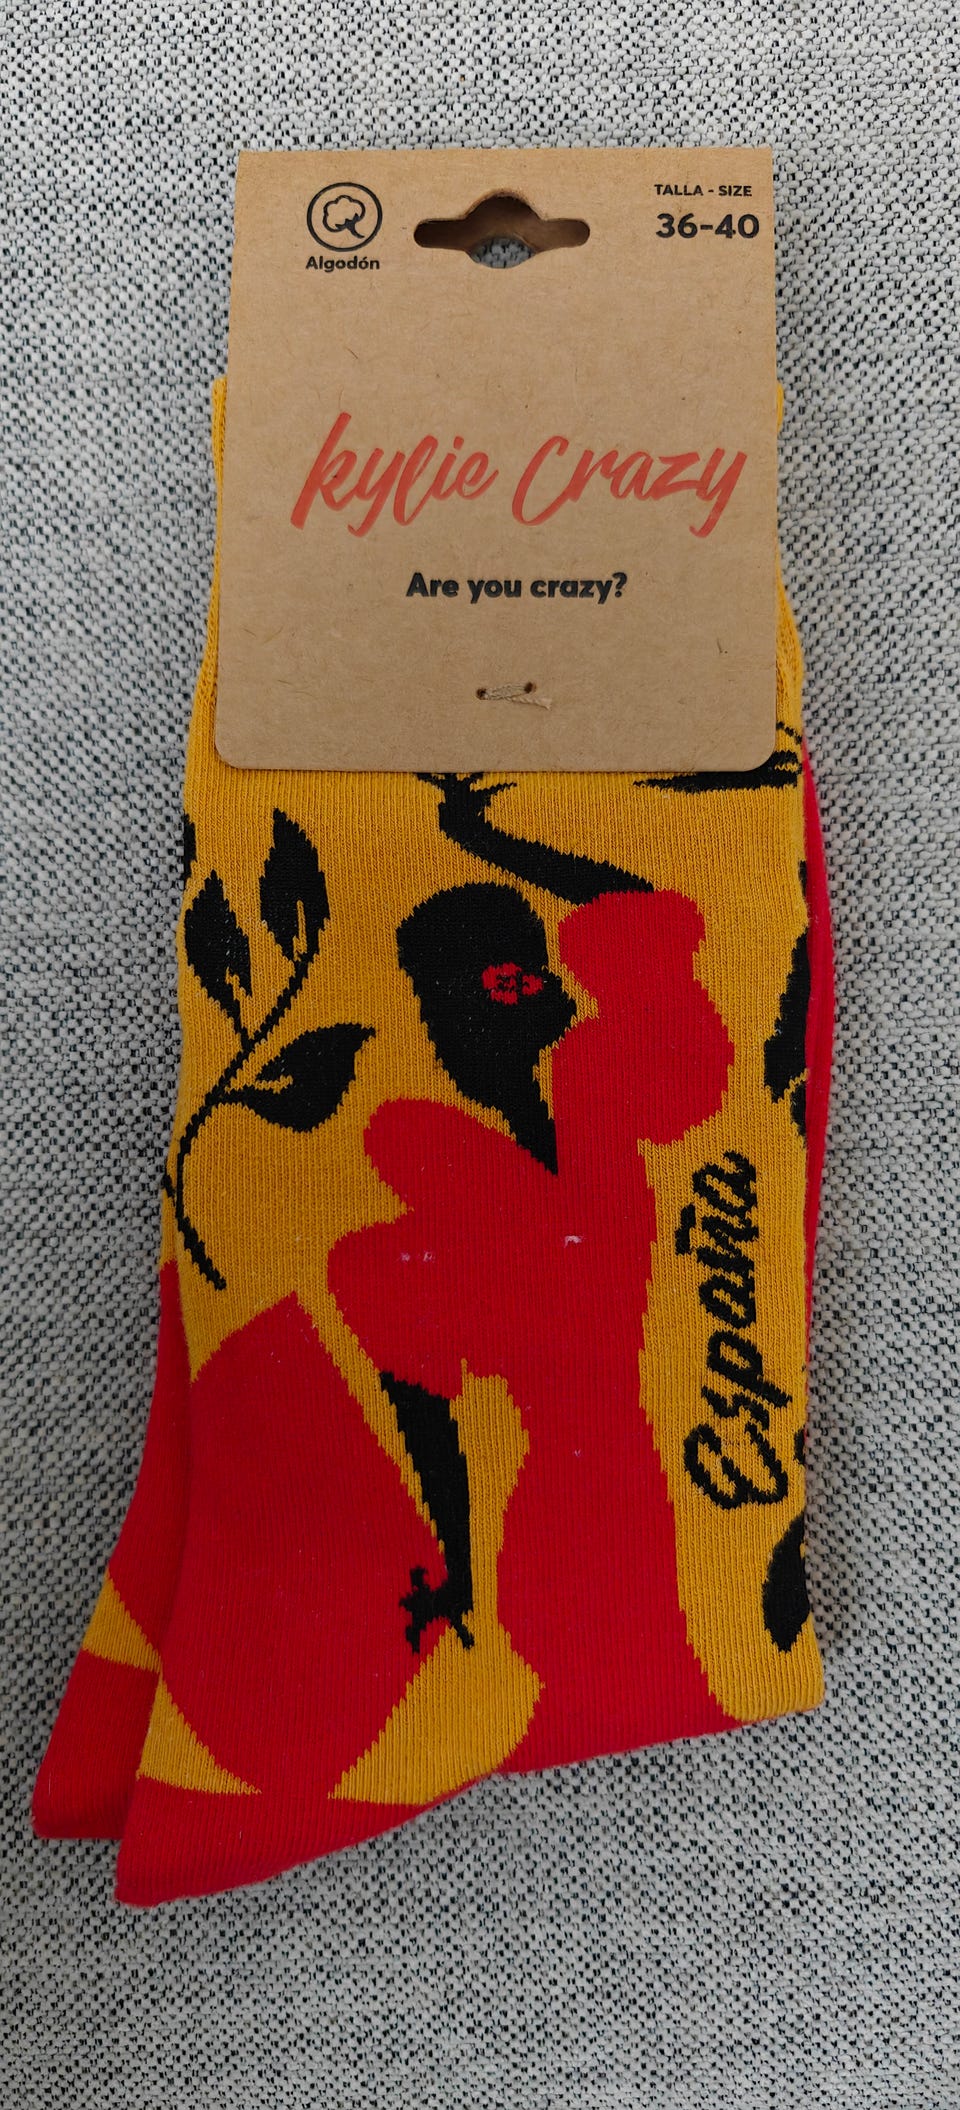 Algodón
TALLA - SIZE
36-40
kylie Crazy
Are you crazy?
España